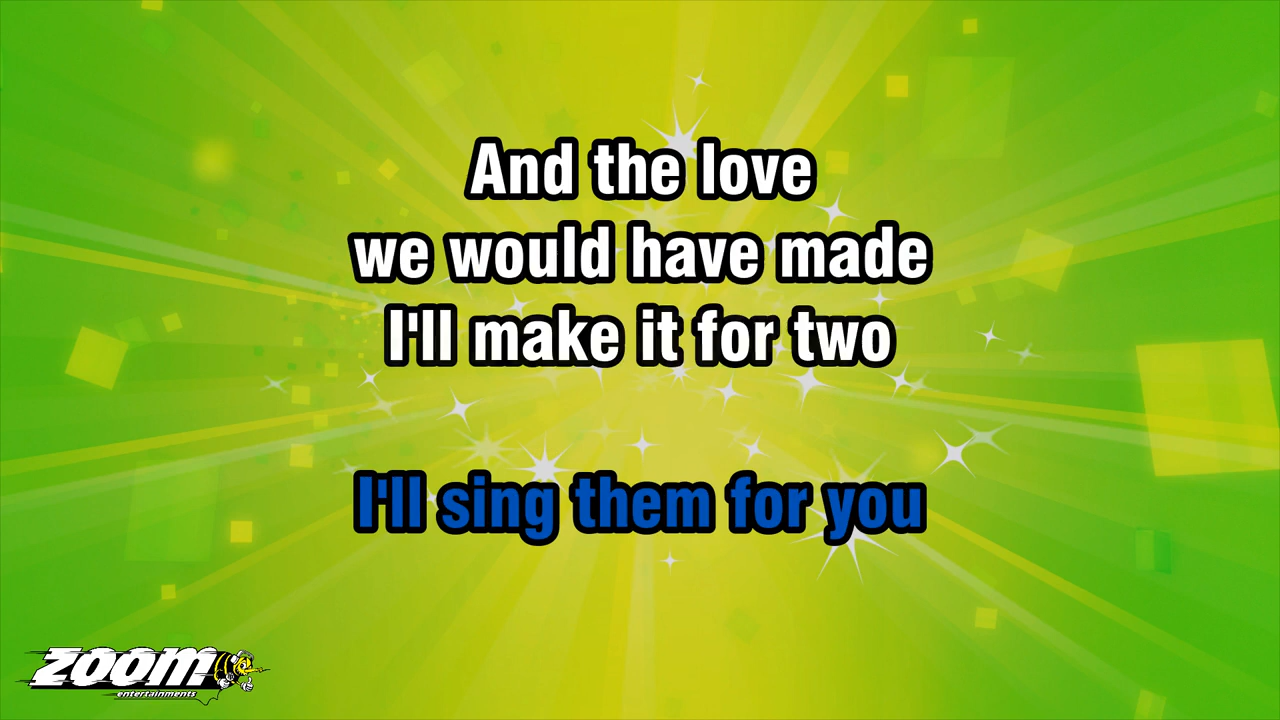 And the love
we would have made
I'll make it for two
I'll sing them for you
ZOOM
entertainments